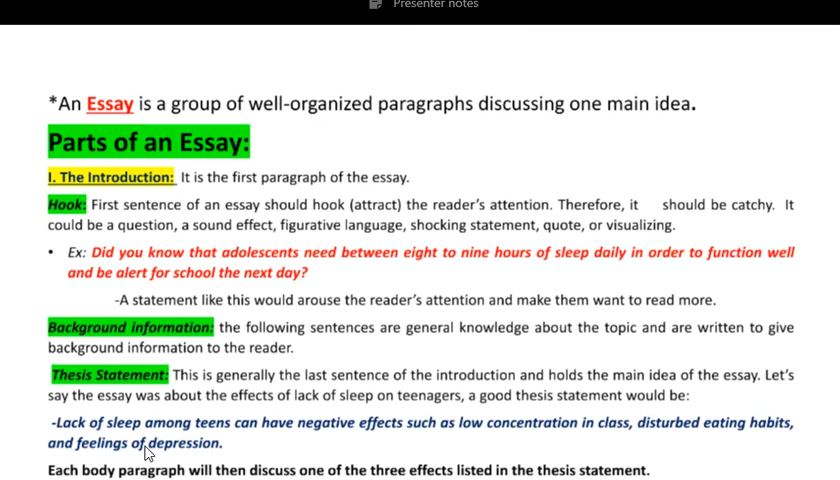 Presenter notes
*An Essay is a group of well-organized paragraphs discussing one main idea.
Parts of an Essay:
I. The Introduction: It is the first paragraph of the essay.
Hook: First sentence of an essay should hook (attract) the reader's attention. Therefore, it should be catchy. It
could be a question, a sound effect, figurative language, shocking statement, quote, or visualizing.
• Ex: Did you know that adolescents need between eight to nine hours of sleep daily in order to function well
and be alert for school the next day?
-A statement like this would arouse the reader's attention and make them want to read more.
Background information: the following sentences are general knowledge about the topic and are written to give
background information to the reader.
Thesis Statement: This is generally the last sentence of the introduction and holds the main idea of the essay. Let's
say the essay was about the effects of lack of sleep on teenagers, a good thesis statement would be:
-Lack of sleep among teens can have negative effects such as low concentration in class, disturbed eating habits,
and feelings of depression.
Each body paragraph will then discuss one of the three effects listed in the thesis statement.